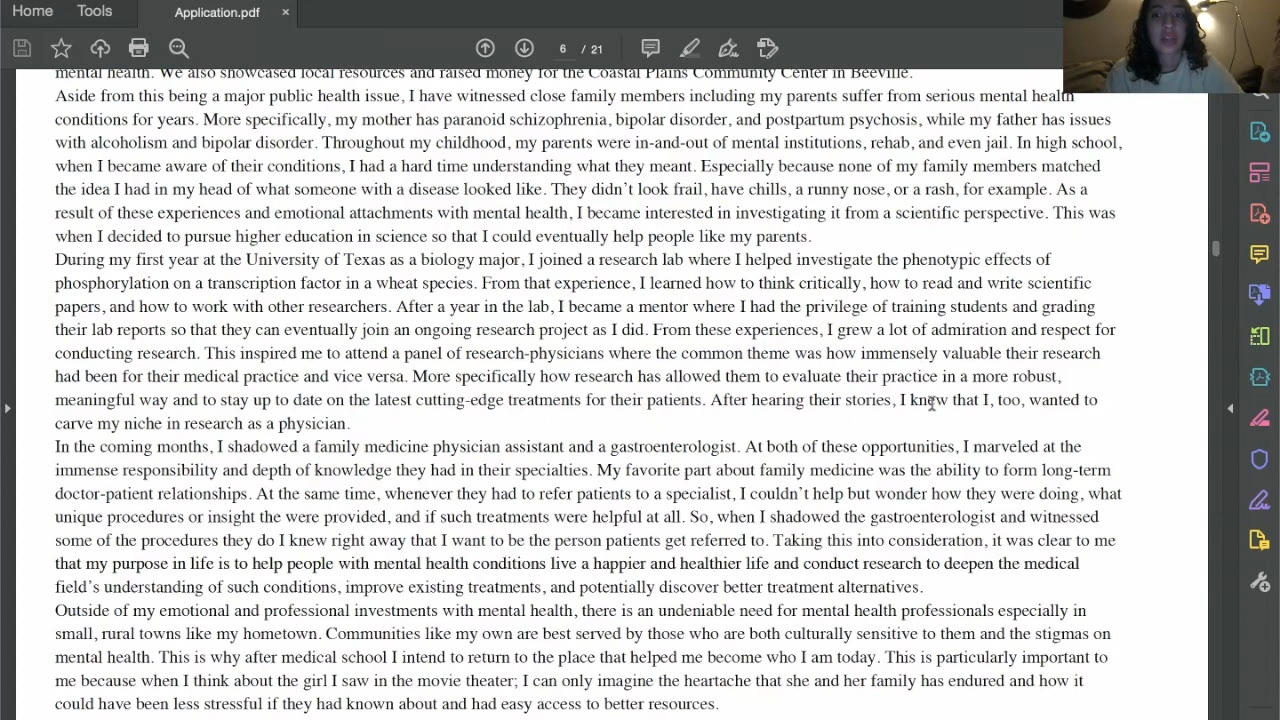 Home Tools Application.pdf ×
6 / 21
mental health. We also showcased local resources and raised money for the Coastal Plains Community Center in Beeville.
Aside from this being a major public health issue, I have witnessed close family members including my parents suffer from serious mental health
conditions for years. More specifically, my mother has paranoid schizophrenia, bipolar disorder, and postpartum psychosis, while my father has issues
with alcoholism and bipolar disorder. Throughout my childhood, my parents were in-and-out of mental institutions, rehab, and even jail. In high school,
when I became aware of their conditions, I had a hard time understanding what they meant. Especially because none of my family members matched
the idea I had in my head of what someone with a disease looked like. They didn’t look frail, have chills, a runny nose, or a rash, for example. As a
result of these experiences and emotional attachments with mental health, I became interested in investigating it from a scientific perspective. This was
when I decided to pursue higher education in science so that I could eventually help people like my parents.
During my first year at the University of Texas as a biology major, I joined a research lab where I helped investigate the phenotypic effects of
phosphorylation on a transcription factor in a wheat species. From that experience, I learned how to think critically, how to read and write scientific
papers, and how to work with other researchers. After a year in the lab, I became a mentor where I had the privilege of training students and grading
their lab reports so that they can eventually join an ongoing research project as I did. From these experiences, I grew a lot of admiration and respect for
conducting research. This inspired me to attend a panel of research-physicians where the common theme was how immensely valuable their research
had been for their medical practice and vice versa. More specifically how research has allowed them to evaluate their practice in a more robust,
meaningful way and to stay up to date on the latest cutting-edge treatments for their patients. After hearing their stories, I knew that I, too, wanted to
carve my niche in research as a physician.
In the coming months, I shadowed a family medicine physician assistant and a gastroenterologist. At both of these opportunities, I marveled at the
immense responsibility and depth of knowledge they had in their specialties. My favorite part about family medicine was the ability to form long-term
doctor-patient relationships. At the same time, whenever they had to refer patients to a specialist, I couldn’t help but wonder how they were doing, what
unique procedures or insight the were provided, and if such treatments were helpful at all. So, when I shadowed the gastroenterologist and witnessed
some of the procedures they do I knew right away that I want to be the person patients get referred to. Taking this into consideration, it was clear to me
that my purpose in life is to help people with mental health conditions live a happier and healthier life and conduct research to deepen the medical
field’s understanding of such conditions, improve existing treatments, and potentially discover better treatment alternatives.
Outside of my emotional and professional investments with mental health, there is an undeniable need for mental health professionals especially in
small, rural towns like my hometown. Communities like my own are best served by those who are both culturally sensitive to them and the stigmas on
mental health. This is why after medical school I intend to return to the place that helped me become who I am today. This is particularly important to
me because when I think about the girl I saw in the movie theater; I can only imagine the heartache that she and her family has endured and how it
could have been less stressful if they had known about and had easy access to better resources.